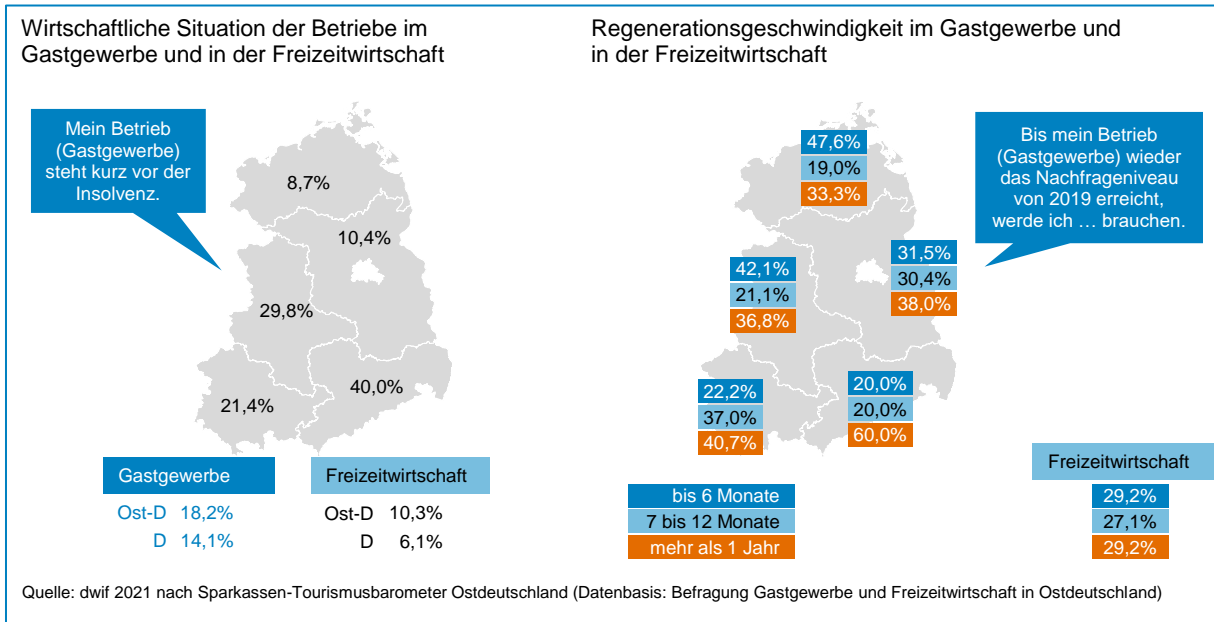 Wirtschaftliche Situation der Betriebe im
Gastgewerbe und in der Freizeitwirtschaft
Mein Betrieb
(Gastgewerbe)
steht kurz vor der
Insolvenz.
8,7%
10,4%
29,8%
40,0%
21,4%
Gastgewerbe
Ost-D 18,2%
D 14,1%
Freizeitwirtschaft
Ost-D 10,3%
D 6,1%
Regenerationsgeschwindigkeit im Gastgewerbe und
in der Freizeitwirtschaft
Bis mein Betrieb
(Gastgewerbe) wieder
das Nachfrageniveau
von 2019 erreicht,
werde ich … brauchen.
47,6%
19,0%
33,3%
31,5%
30,4%
38,0%
42,1%
21,1%
36,8%
22,2%
37,0%
40,7%
20,0%
20,0%
60,0%
bis 6 Monate
7 bis 12 Monate
mehr als 1 Jahr
Freizeitwirtschaft
29,2%
27,1%
29,2%
Quelle: dwif 2021 nach Sparkassen-Tourismusbarometer Ostdeutschland (Datenbasis: Befragung Gastgewerbe und Freizeitwirtschaft in Ostdeutschland)